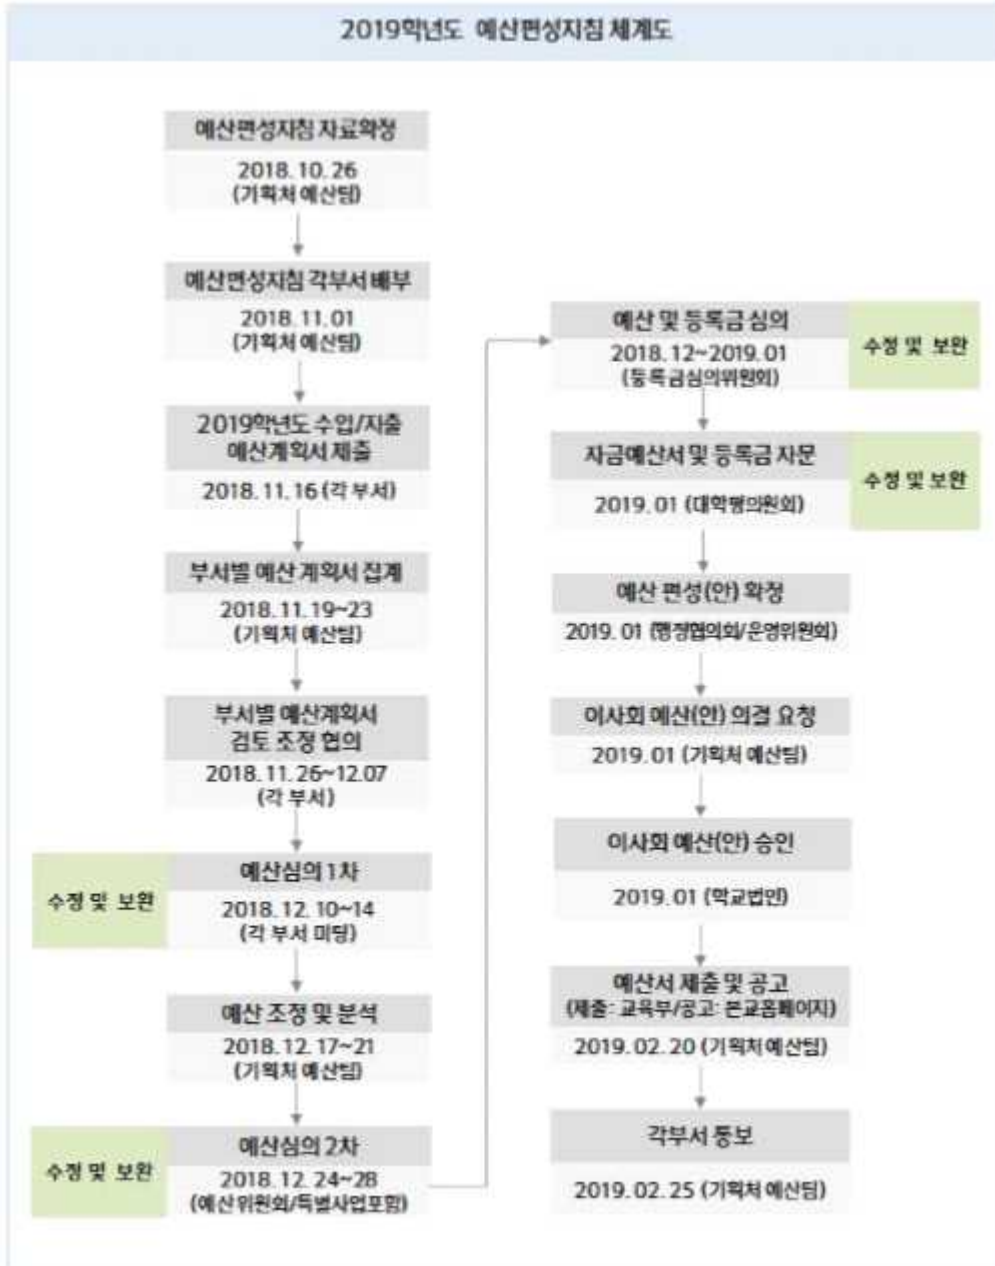 2019학년도 예산편성지침 체계도
예산편성지침 자료확정
2018.10.26
(기획처 예산팀)
예산편성지침 각부서 배부
2018.11.01
(기획처 예산팀)
2019학년도 수입/지출
예산계획서 제출
2018.11.16 (각 부서)
부서별 예산 계획서 집계
2018.11.19~23
(기획처 예산팀)
부서별 예산계획서
검토 조정 협의
2018.11.26~12.07
(각 부서)
수정 및 보완
예산심의 1차
2018.12.10~14
(각 부서 미팅)
예산 조정 및 분석
2018.12.17~21
(기획처 예산팀)
수정 및 보완
예산심의 2차
2018.12.24~28
(예산위원회/특별사업포함)
예산 및 등록금 심의
2018.12~2019.01
(등록금심의위원회)
수정 및 보완
자금예산서 및 등록금 자문
2019.01 (대학평의원회)
수정 및 보완
예산 편성(안) 확정
2019.01 (행정협의회/운영위원회)
이사회 예산(안) 의결 요청
2019.01 (기획처 예산팀)
이사회 예산(안) 승인
2019.01 (학교법인)
예산서 제출 및 공고
(제출: 교육부/공고: 본교홈페이지)
2019.02.20 (기획처 예산팀)
각부서 통보
2019.02.25 (기획처 예산팀)